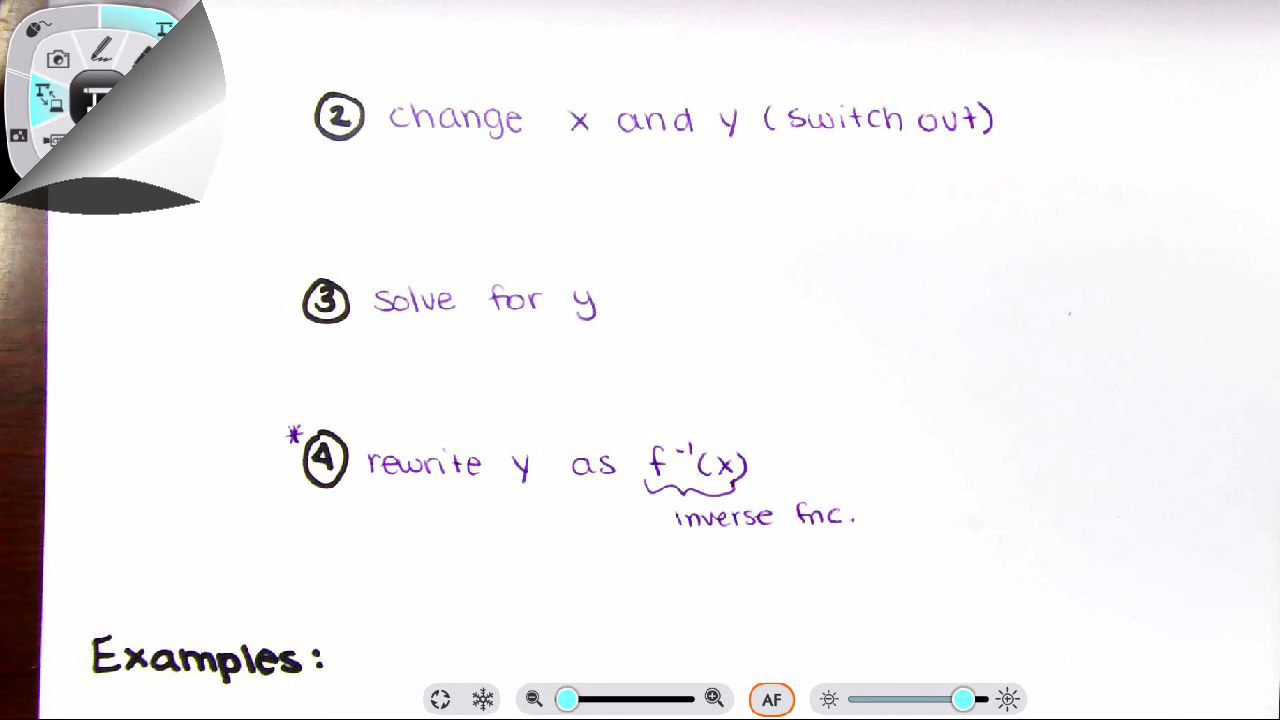 ② change x and y (switch out)
③ solve for y
*④ rewrite y as f⁻¹(x)
inverse fnc.
Examples:
AF